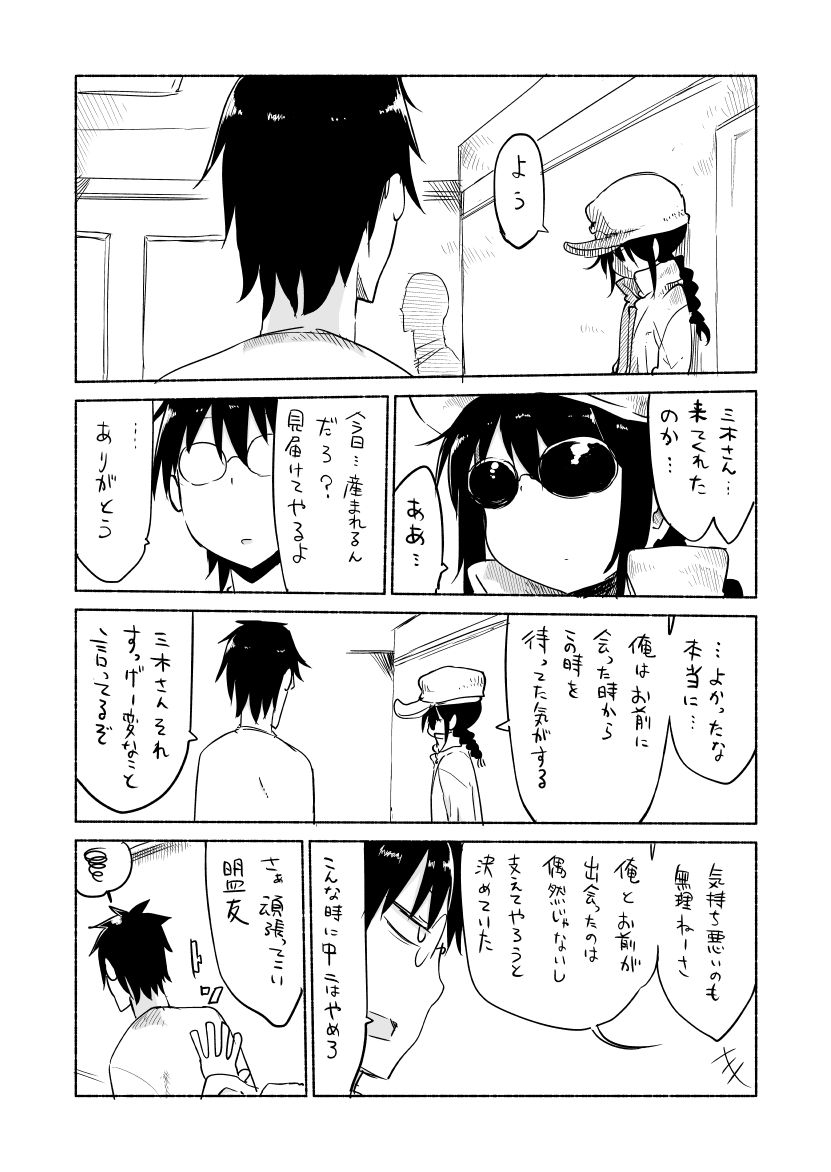 よう
三木さん…
来てくれた
のか…
ああ…
今日…産まれるん
だろ？
見届けてやるよ
…
ありがとう
…よかったな
本当に…
俺はお前に
会った時から
この時を
待ってた気がする
三木さんそれ
すっげー変なこと
言ってるぞ
気持ち悪いのも
無理ねーさ
俺とお前が
出会ったのは
偶然じゃないし
支えてやろうと
決めていた
こんな時に中二はやめろ
さぁ頑張ってこい
盟友